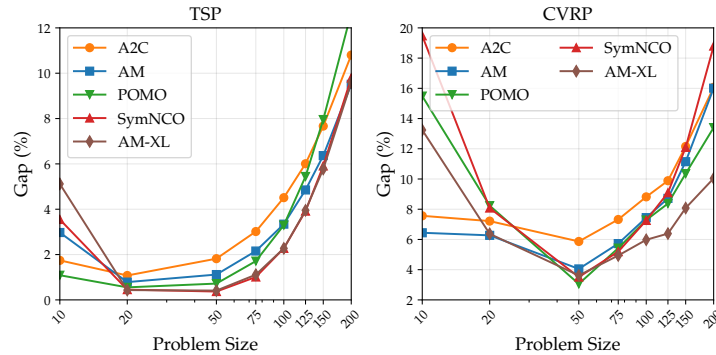 TSP
12
10
8
6
4
2
0
Gap (%)
A2C
AM
POMO
SymNCO
AM-XL
10
20
50
75
100
125
150
200
Problem Size
CVRP
20
18
16
14
12
10
8
6
4
2
Gap (%)
A2C
AM
POMO
SymNCO
AM-XL
10
20
50
75
100
125
150
200
Problem Size